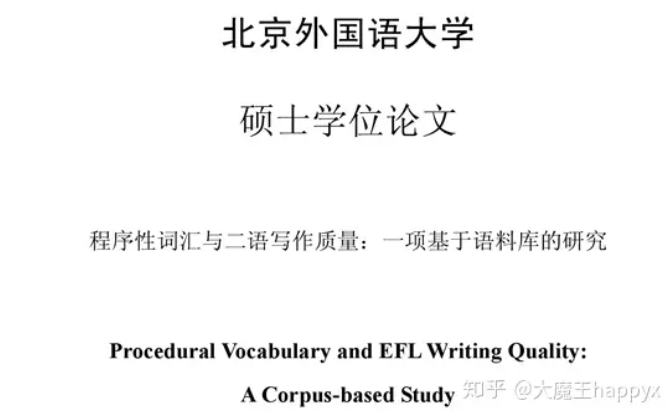 北京外国语大学
硕士学位论文
程序性词汇与二语写作质量：一项基于语料库的研究
Procedural Vocabulary and EFL Writing Quality:
A Corpus-based Study
知乎 @大魔王happyx